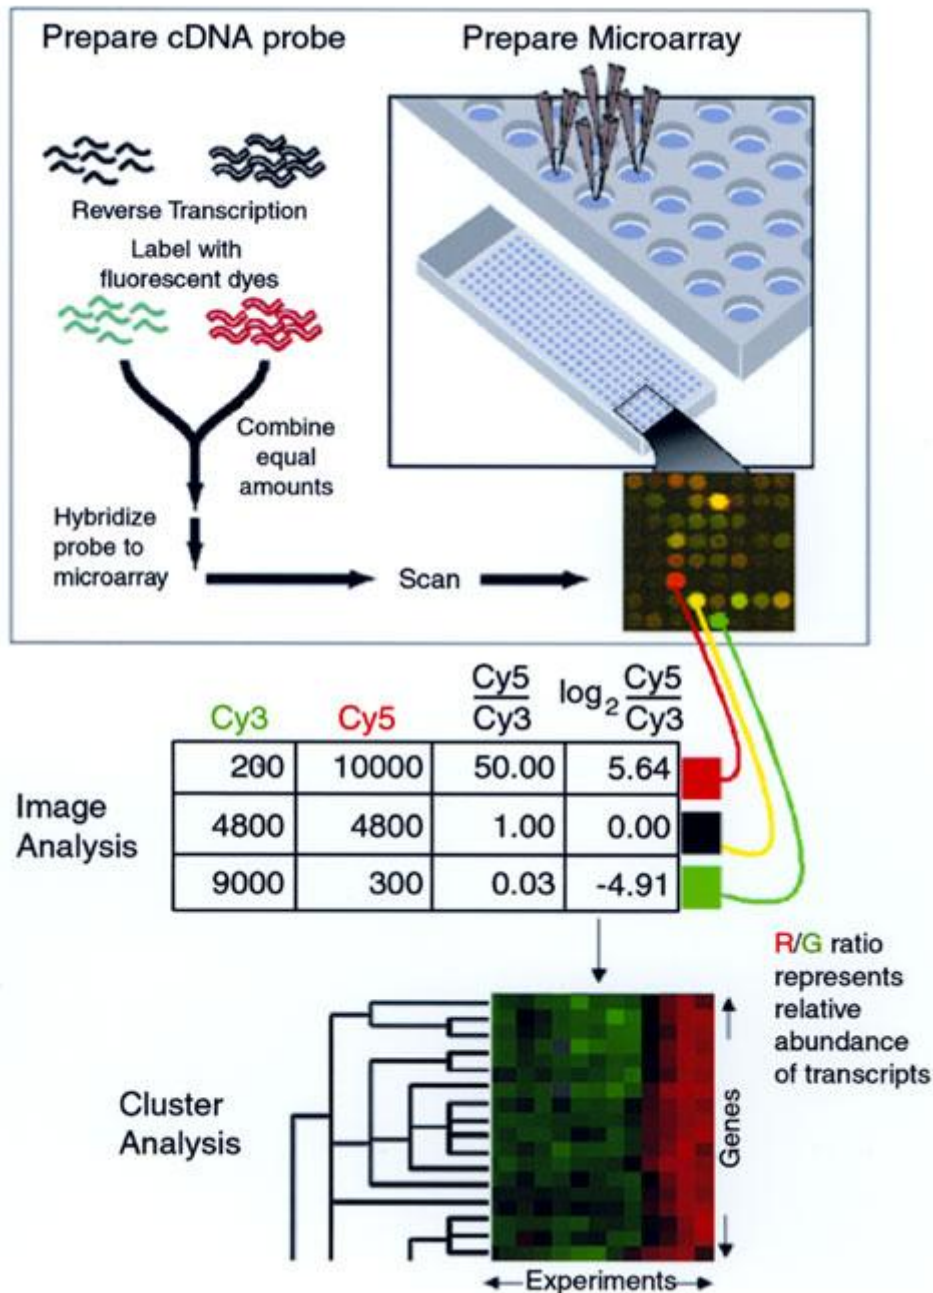 Prepare cDNA probe
Prepare Microarray
Reverse Transcription
Label with
fluorescent dyes
Combine
equal
amounts
Hybridize
probe to
microarray
Scan
Cy3 Cy5 Cy5/Cy3 log2 Cy5/Cy3
200 10000 50.00 5.64
4800 4800 1.00 0.00
9000 300 0.03 -4.91
Image
Analysis
R/G ratio
represents
relative
abundance
of transcripts
Cluster
Analysis
Genes
Experiments